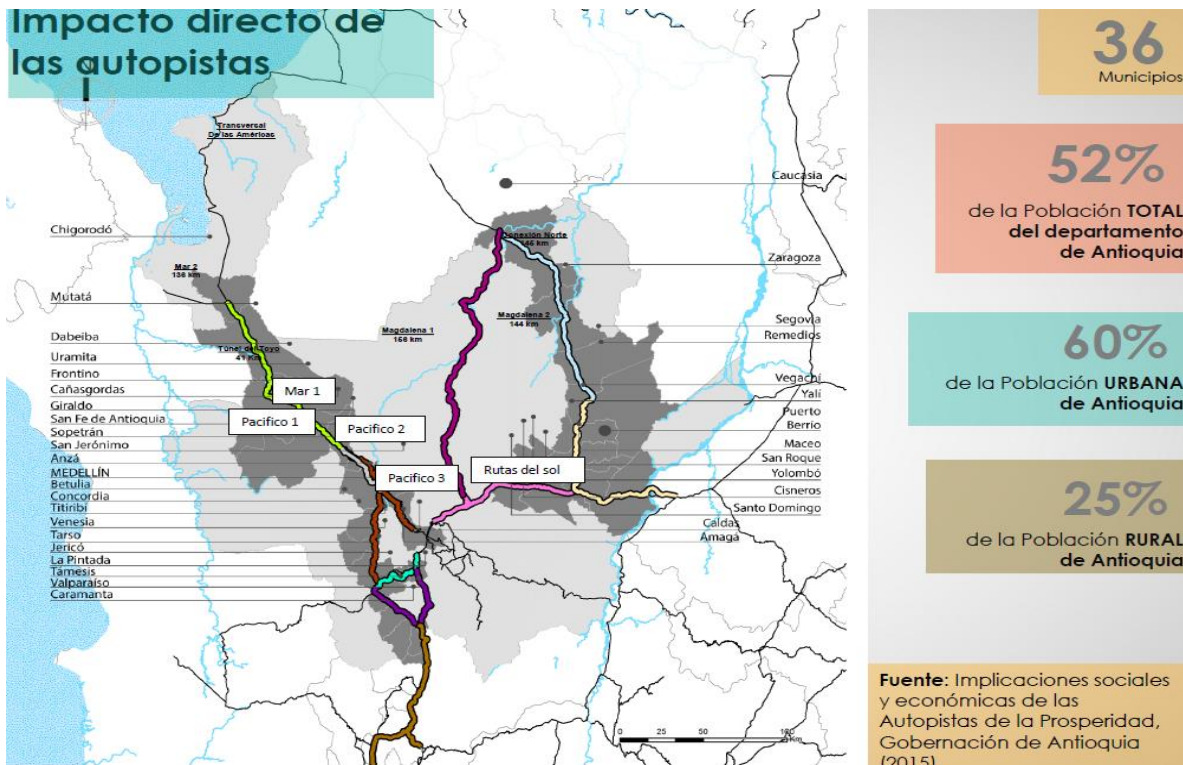 Impacto directo de
las autopistas
Transversal
De las Américas
Caucasia
Chigorodó
Conexión Norte
145 km
Zaragoza
Mar 2
136 km
Mutatá
Magdalena 2
144 km
Magdalena 1
158 km
Segovia
Remedios
Dabeiba
Túnel del Toyo
41 Km
Uramita
Frontino
Cañasgordas
Giraldo
San Fe de Antioquia
Sopetrán
San Jerónimo
Anzá
MEDELLÍN
Betulia
Concordia
Titiribí
Venesia
Tarso
Jericó
La Pintada
Támesis
Valparaíso
Caramanta
Mar 1
Pacifico 1
Pacifico 2
Pacifico 3
Rutas del sol
Vegachí
Yalí
Puerto
Berrío
Maceo
San Roque
Yolombó
Cisneros
Santo Domingo
Caldas
Amagá
0 25 50 100
Km
36
Municipios
52%
de la Población TOTAL
del departamento
de Antioquia
60%
de la Población URBANA
de Antioquia
25%
de la Población RURAL
de Antioquia
Fuente: Implicaciones sociales
y económicas de las
Autopistas de la Prosperidad,
Gobernación de Antioquia
(2015)